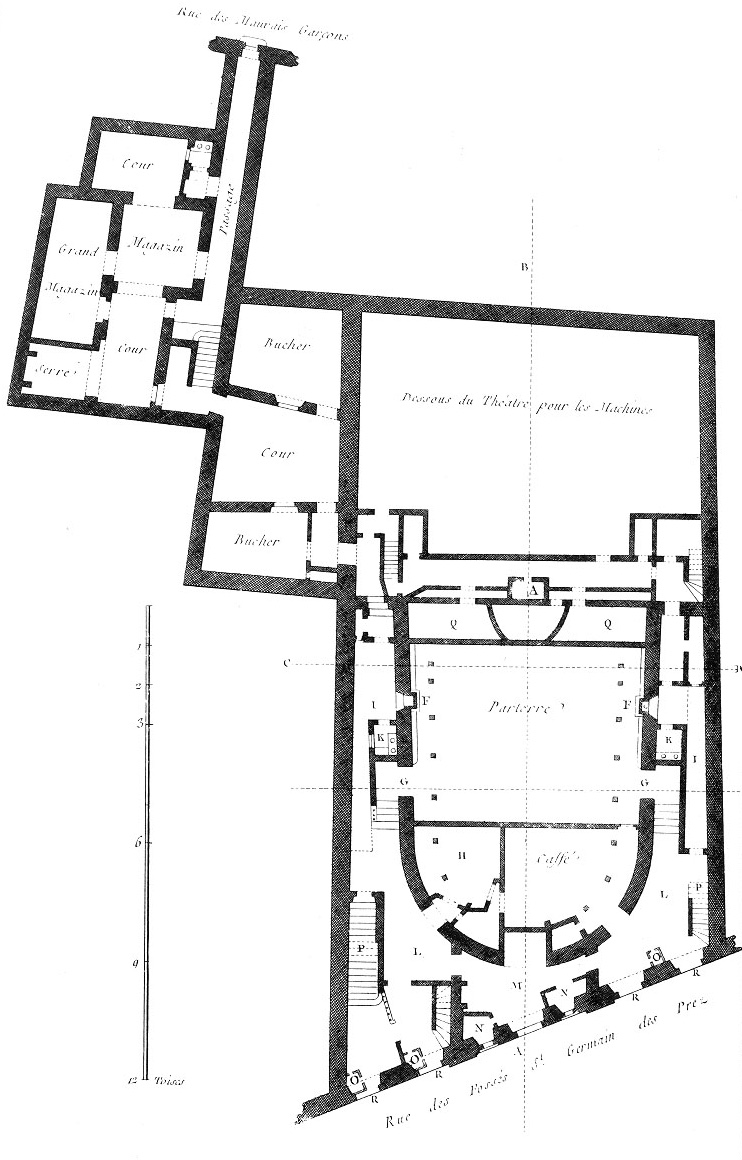 Rue des Mauvais Garçons
Cour
Passage
Grand
Magazin
Magazin
B
Cour
Serre
Bucher
Dessous du Théatre pour les Machines
Cour
Bucher
A
Q
Q
C
1
2
3
6
9
12 Toises
I
F
Parterre
F
K
K
I
G
G
H
Caffé
L
P
P
L
M
N
N
O
O
O
R
R
R
R
A
Rue des Fossés St. Germain des Prez